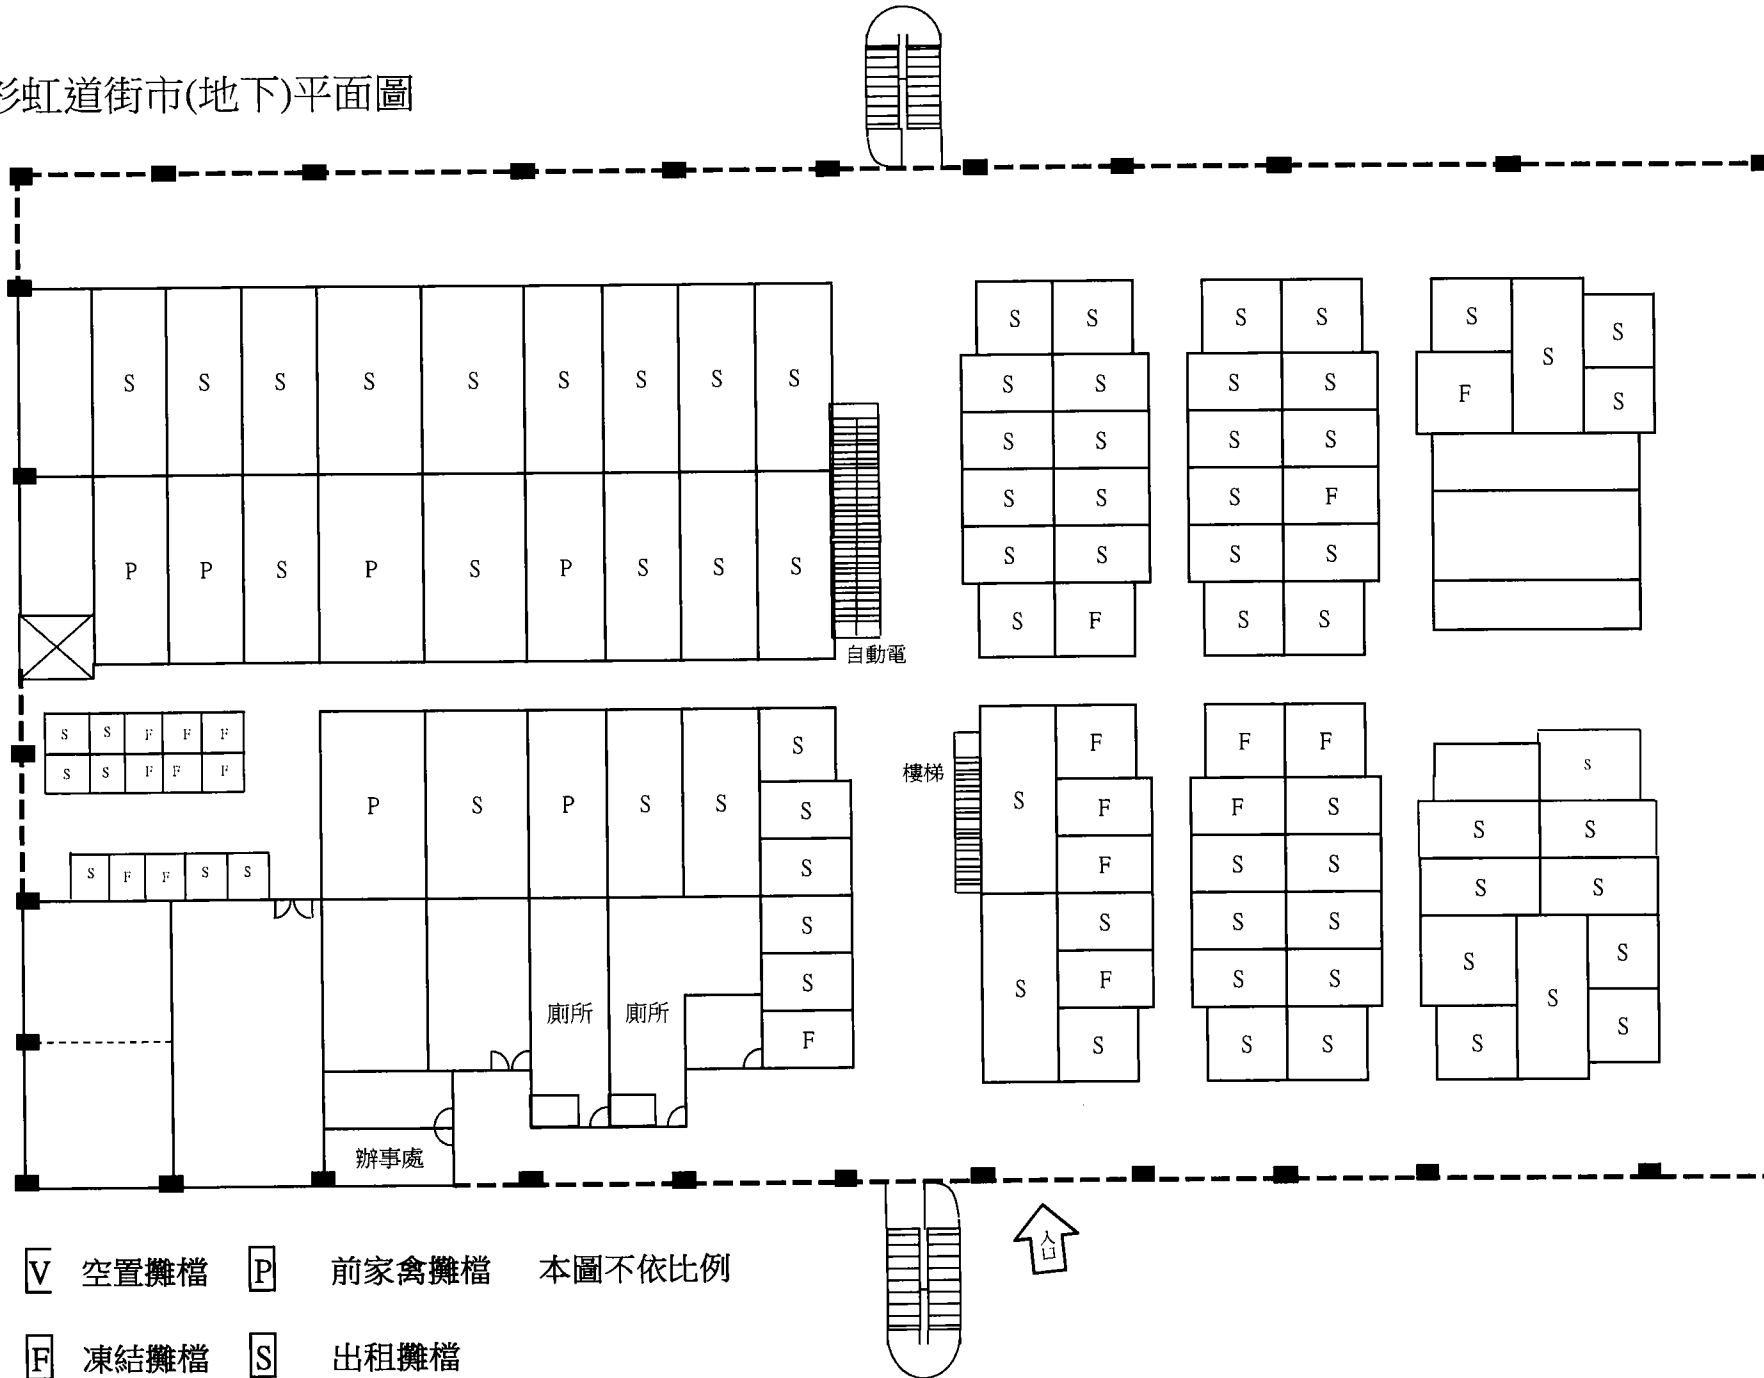 彩虹道街市(地下)平面圖
S S S S
S S S
S S S S S S S S S
S S S S F S
S S S S
S S S F
P P S P S P S S S
S S S S
S F S S
自動電
S S F F F
S S F F F
P S P S S S
樓梯
S F F F S
S F F S S S
S F S S S S
S F F S S
S S S S S S S
S S S S S
S S F S S S S S
廁所 廁所
F S S S S S
辦事處
入口
V 空置攤檔 P 前家禽攤檔 本圖不依比例
F 凍結攤檔 S 出租攤檔